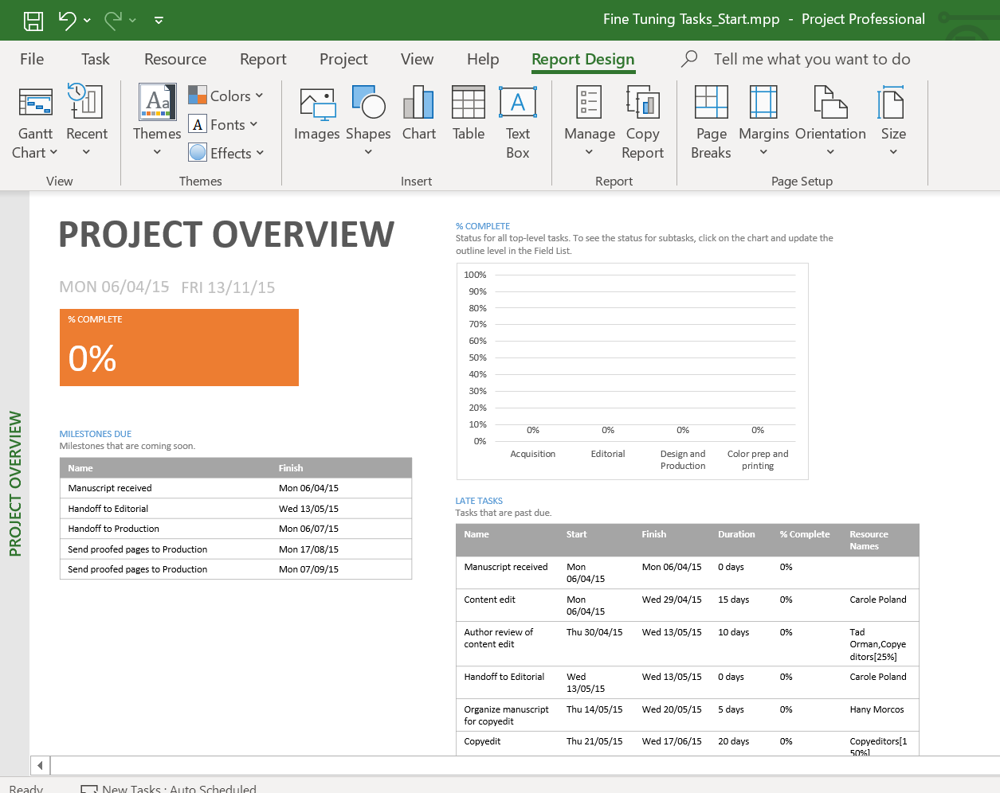 Fine Tuning Tasks_Start.mpp - Project Professional
File Task Resource Report Project View Help Report Design Tell me what you want to do
Gantt Chart
Recent
View
Themes
Colors
Fonts
Effects
Themes
Images
Shapes
Chart
Table
Text Box
Insert
Manage
Copy Report
Report
Page Breaks
Margins
Orientation
Size
Page Setup
PROJECT OVERVIEW
PROJECT OVERVIEW
MON 06/04/15 FRI 13/11/15
% COMPLETE
0%
MILESTONES DUE
Milestones that are coming soon.
Name Finish
Manuscript received Mon 06/04/15
Handoff to Editorial Wed 13/05/15
Handoff to Production Mon 06/07/15
Send proofed pages to Production Mon 17/08/15
Send proofed pages to Production Mon 07/09/15
% COMPLETE
Status for all top-level tasks. To see the status for subtasks, click on the chart and update the
outline level in the Field List.
100%
90%
80%
70%
60%
50%
40%
30%
20%
10%
0%
0% 0% 0% 0%
Acquisition
Editorial
Design and
Production
Color prep and
printing
LATE TASKS
Tasks that are past due.
Name Start Finish Duration % Complete Resource
Names
Manuscript received Mon Mon 06/04/15 0 days 0%
06/04/15
Content edit Mon Wed 29/04/15 15 days 0% Carole Poland
06/04/15
Author review of Thu 30/04/15 Wed 13/05/15 10 days 0% Tad
content edit Orman,Copye
ditors[25%]
Handoff to Editorial Wed Wed 13/05/15 0 days 0% Carole Poland
13/05/15
Organize manuscript Thu 14/05/15 Wed 20/05/15 5 days 0% Hany Morcos
for copyedit
Copyedit Thu 21/05/15 Wed 17/06/15 20 days 0% Copyeditors[1
50%]
Ready New Tasks : Auto Scheduled